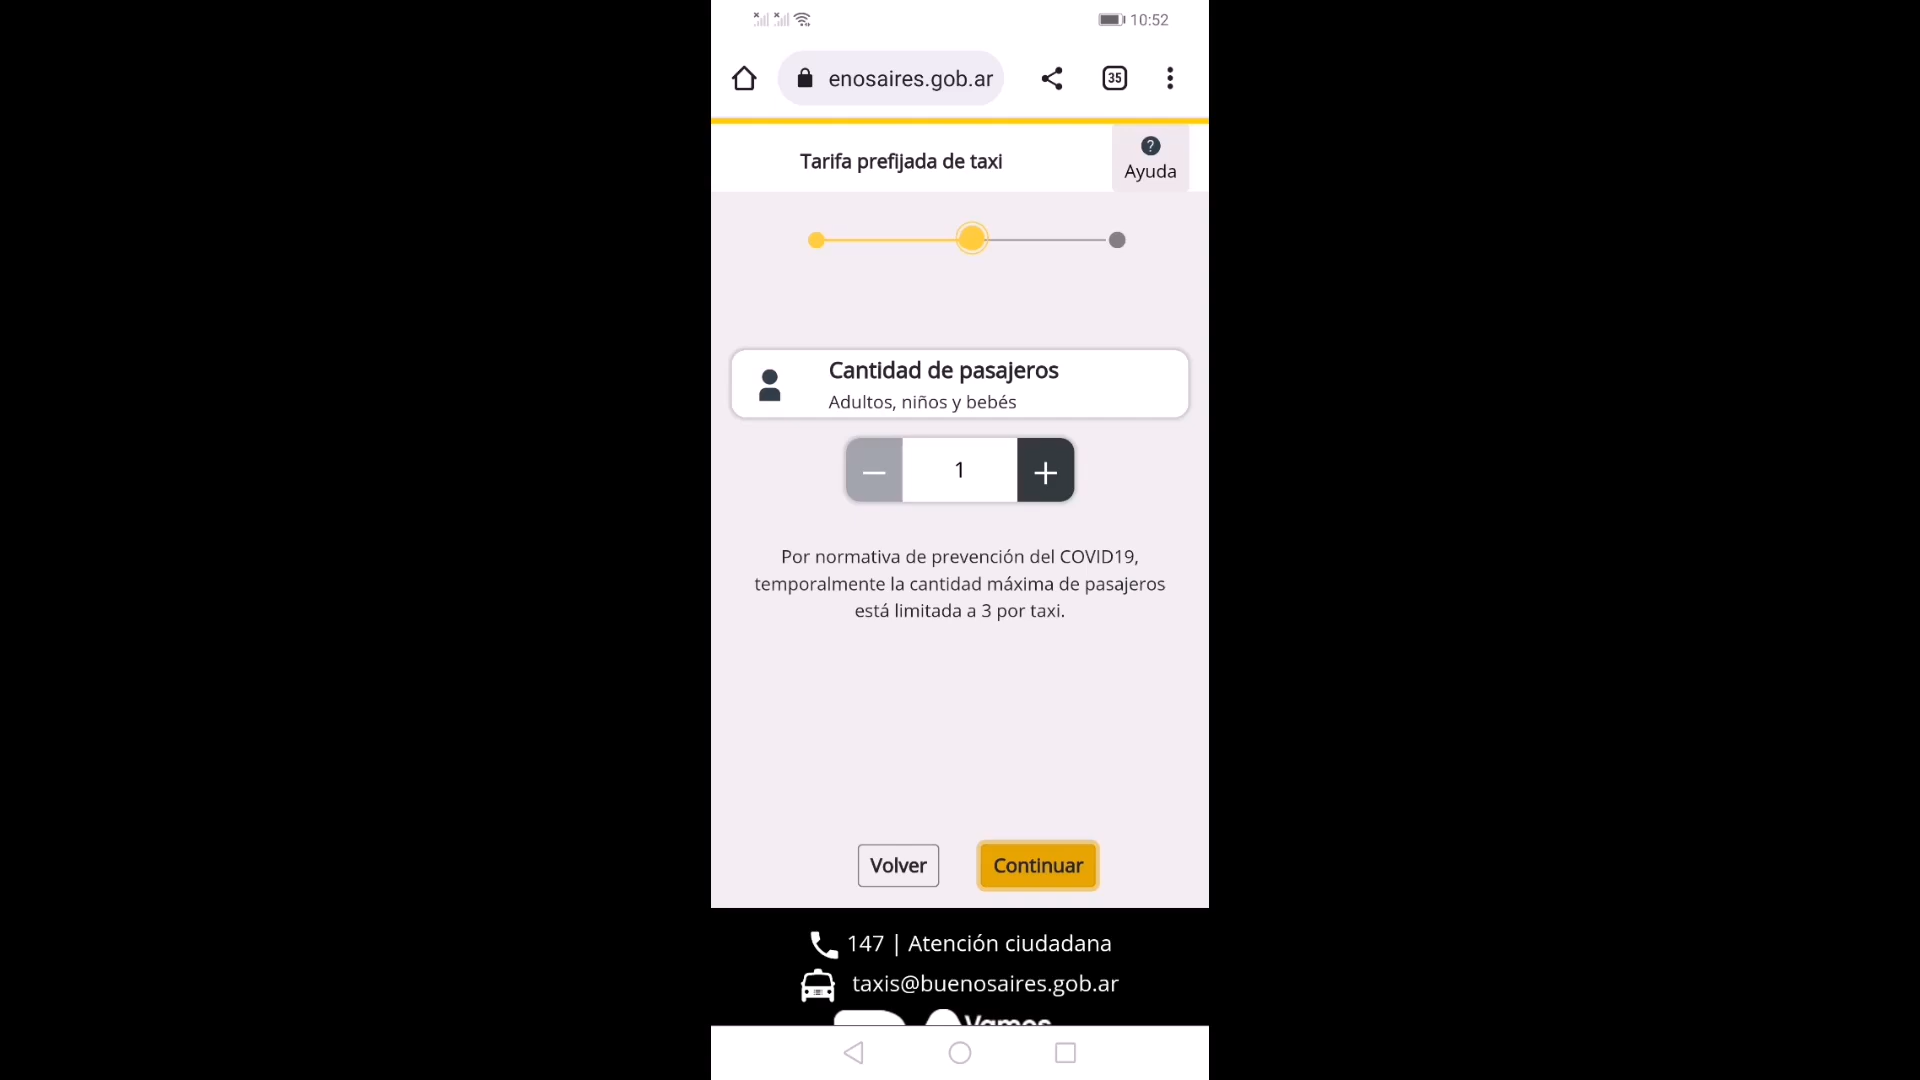 10:52
enosaires.gob.ar
35
Tarifa prefijada de taxi
?
Ayuda
Cantidad de pasajeros
Adultos, niños y bebés
— 1 +
Por normativa de prevención del COVID19,
temporalmente la cantidad máxima de pasajeros
está limitada a 3 por taxi.
Volver Continuar
147 | Atención ciudadana
taxis@buenosaires.gob.ar
Vamos